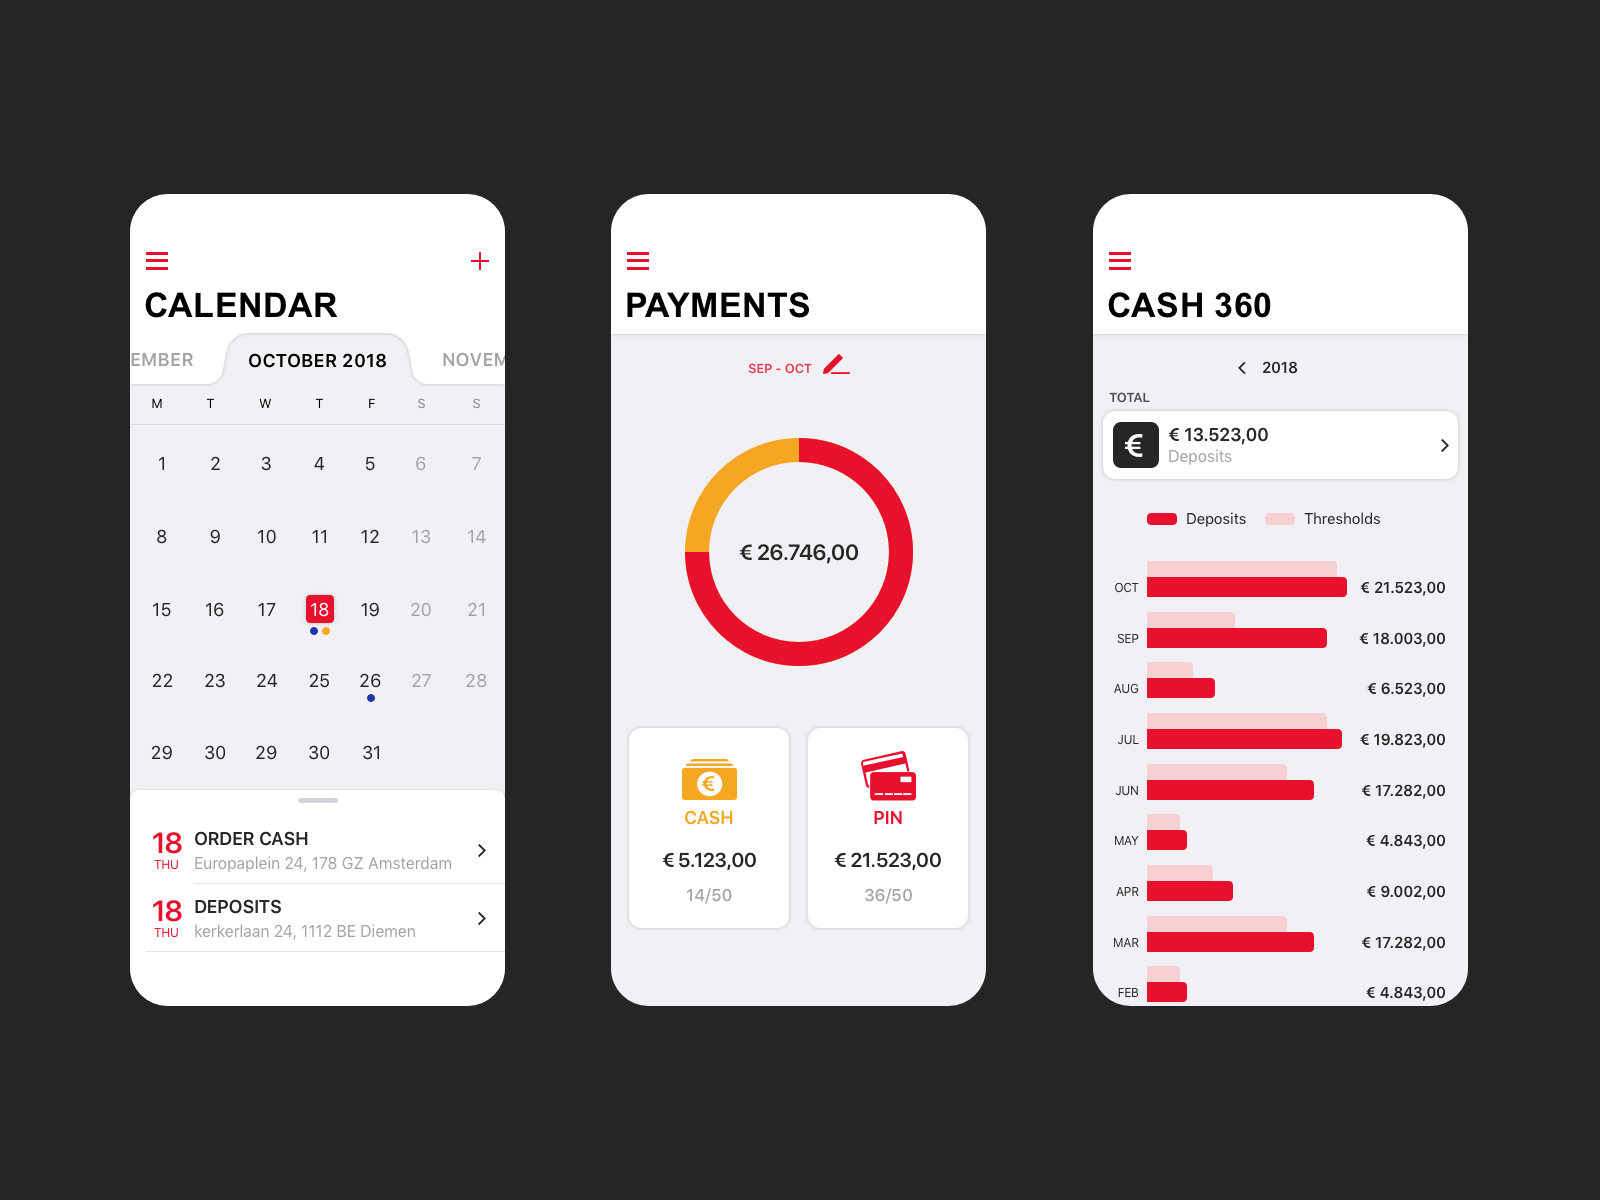 CALENDAR
EMBER OCTOBER 2018 NOVEM
M T W T F S S
1 2 3 4 5 6 7
8 9 10 11 12 13 14
15 16 17 18 19 20 21
22 23 24 25 26 27 28
29 30 29 30 31
18 ORDER CASH
THU Europaplein 24, 178 GZ Amsterdam
18 DEPOSITS
THU kerkerlaan 24, 1112 BE Diemen
PAYMENTS
SEP - OCT
€ 26.746,00
€
CASH
€ 5.123,00
14/50
PIN
€ 21.523,00
36/50
CASH 360
2018
TOTAL
€ € 13.523,00
Deposits
Deposits Thresholds
OCT € 21.523,00
SEP € 18.003,00
AUG € 6.523,00
JUL € 19.823,00
JUN € 17.282,00
MAY € 4.843,00
APR € 9.002,00
MAR € 17.282,00
FEB € 4.843,00